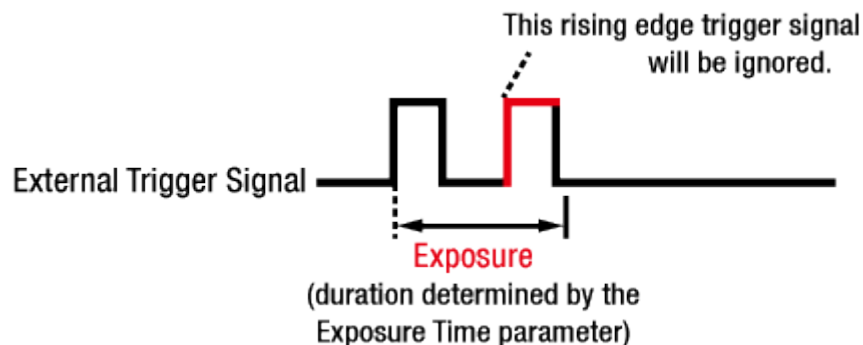 This rising edge trigger signal
will be ignored.
External Trigger Signal
Exposure
(duration determined by the
Exposure Time parameter)